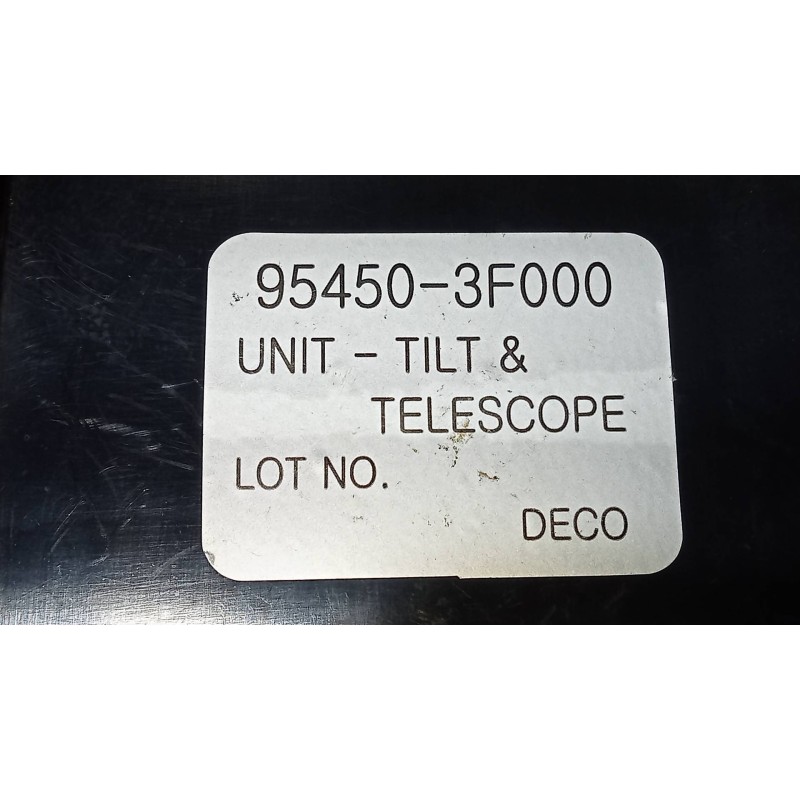 95450-3F000
UNIT - TILT &
TELESCOPE
LOT NO.
DECO